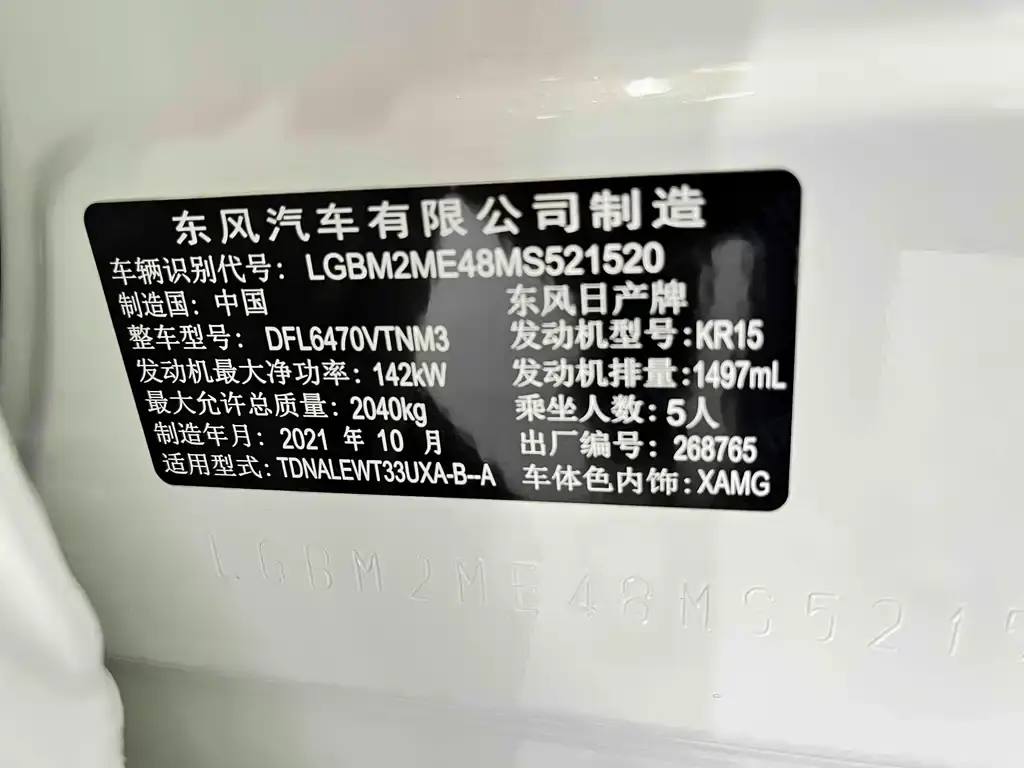 东风汽车有限公司制造
车辆识别代号: LGBM2ME48MS521520
制造国: 中国 东风日产牌
整车型号: DFL6470VTNM3 发动机型号:KR15
发动机最大净功率: 142kW 发动机排量:1497mL
最大允许总质量: 2040kg 乘坐人数: 5人
制造年月: 2021 年 10 月 出厂编号: 268765
适用型式: TDNALEWT33UXA-B--A 车体色内饰: XAMG
LGBM2ME48MS5215